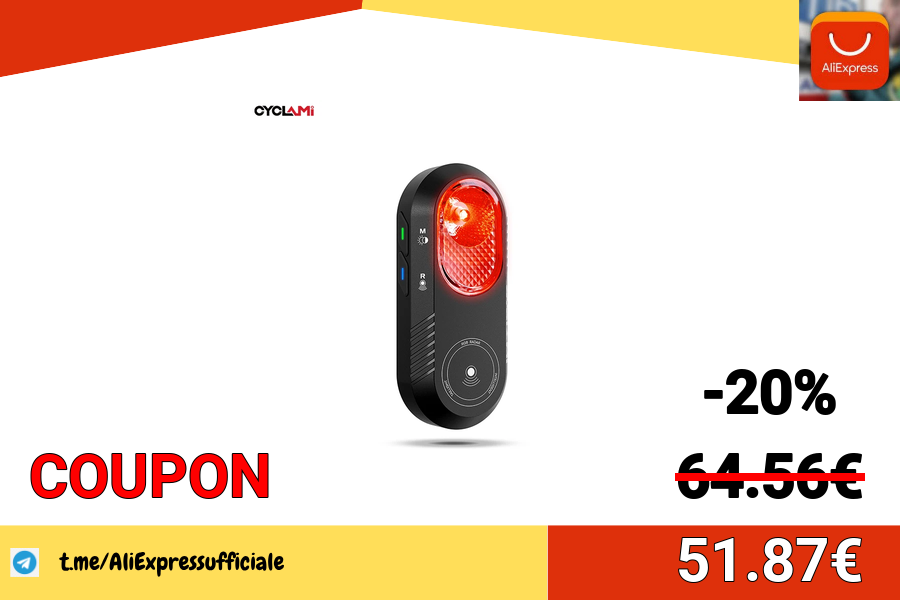 AliExpress
CYCLAMi
M
R
-20%
64.56€
COUPON
t.me/AliExpressufficiale
51.87€